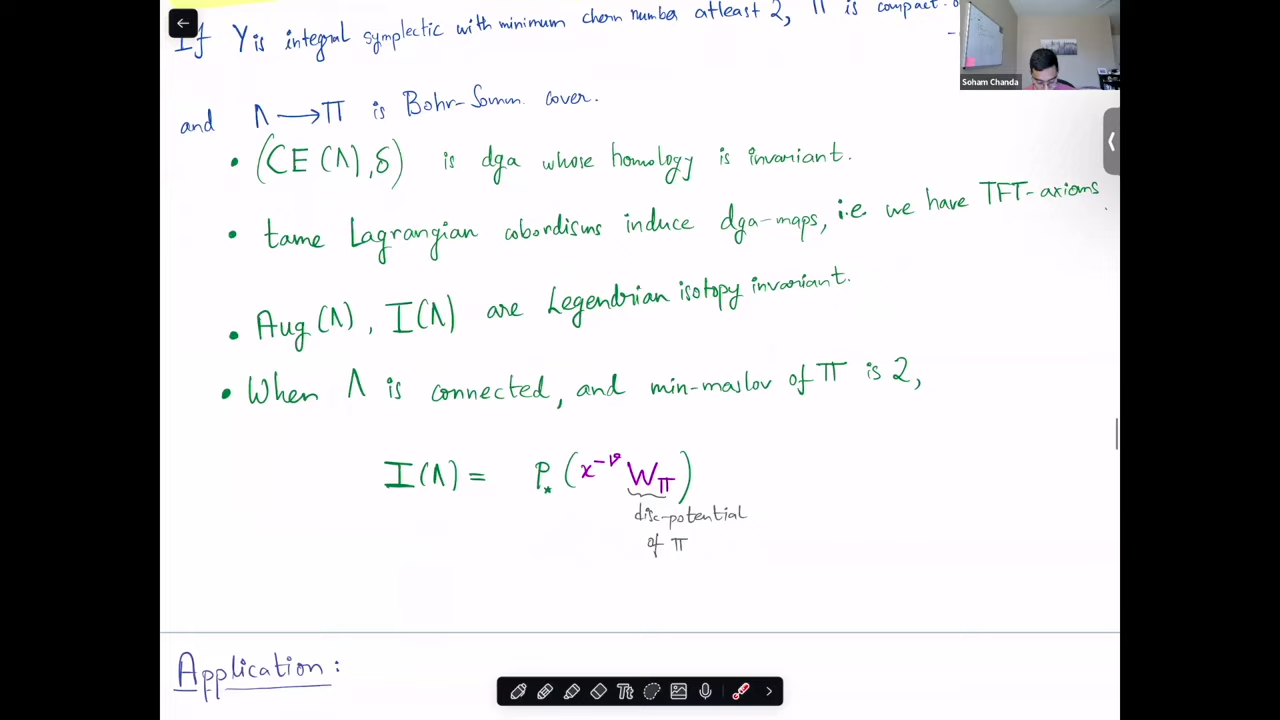 If Y is integral symplectic with minimum chern number atleast 2, Π is compact.
and Λ ⟶ Π is Bohr-Somm. cover.
• (CE(Λ), δ) is dga whose homology is invariant.
• tame Lagrangian cobordisms induce dga-maps, i.e we have TFT-axioms.
• Aug(Λ), I(Λ) are Legendrian isotopy invariant.
• When Λ is connected, and min-maslov of Π is 2,
I(Λ) = P⋆(x⁻ᵛ W_Π)
disc-potential
of Π
Application:
Soham Chanda
Tt